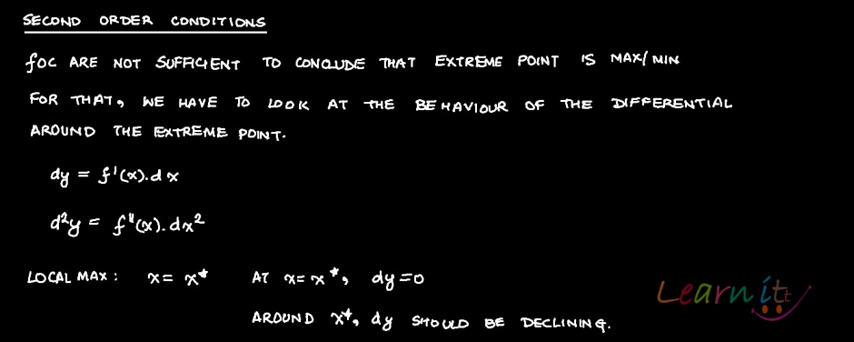 SECOND ORDER CONDITIONS
FOC ARE NOT SUFFICIENT TO CONCLUDE THAT EXTREME POINT IS MAX/MIN
FOR THAT, WE HAVE TO LOOK AT THE BEHAVIOUR OF THE DIFFERENTIAL
AROUND THE EXTREME POINT.
dy = f'(x).dx
d²y = f"(x).dx²
LOCAL MAX: x = x* AT x = x*, dy = 0
AROUND x*, dy SHOULD BE DECLINING.
Learnitt